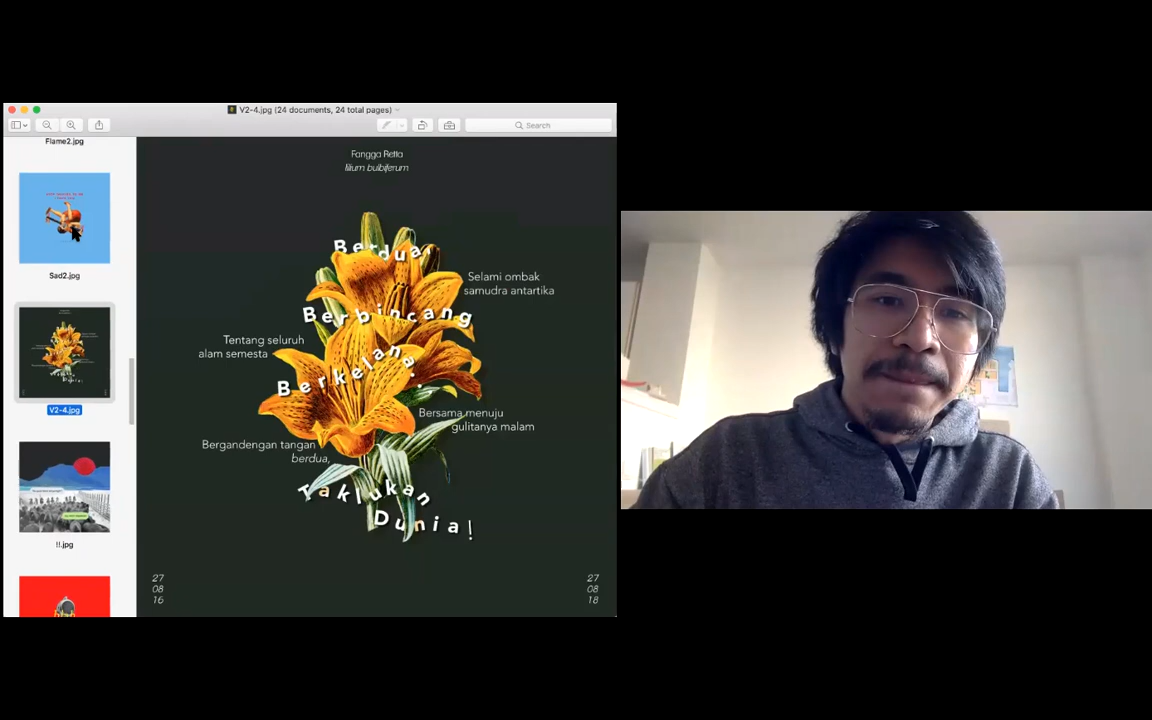 V2-4.jpg (24 documents, 24 total pages)
Search
Flame2.jpg
Sad2.jpg
V2-4.jpg
!!.jpg
Fangga Retta
lilium bulbiferum
Berdua,
Selami ombak
samudra antartika
Berbincang
Tentang seluruh
alam semesta
Berkelana..
Bersama menuju
gulitanya malam
Bergandengan tangan
berdua,
Taklukan
Dunia!
27
08
16
27
08
18